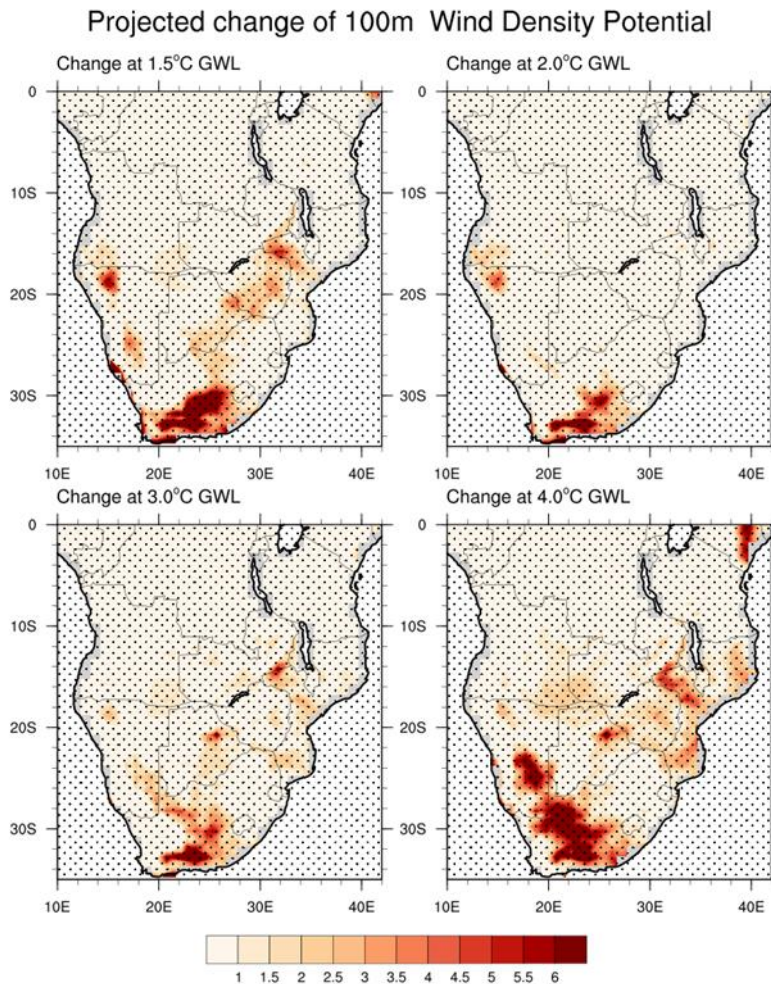 Projected change of 100m Wind Density Potential
Change at 1.5°C GWL
0
10S
20S
30S
10E 20E 30E 40E
Change at 2.0°C GWL
0
10S
20S
30S
10E 20E 30E 40E
Change at 3.0°C GWL
0
10S
20S
30S
10E 20E 30E 40E
Change at 4.0°C GWL
0
10S
20S
30S
10E 20E 30E 40E
1 1.5 2 2.5 3 3.5 4 4.5 5 5.5 6